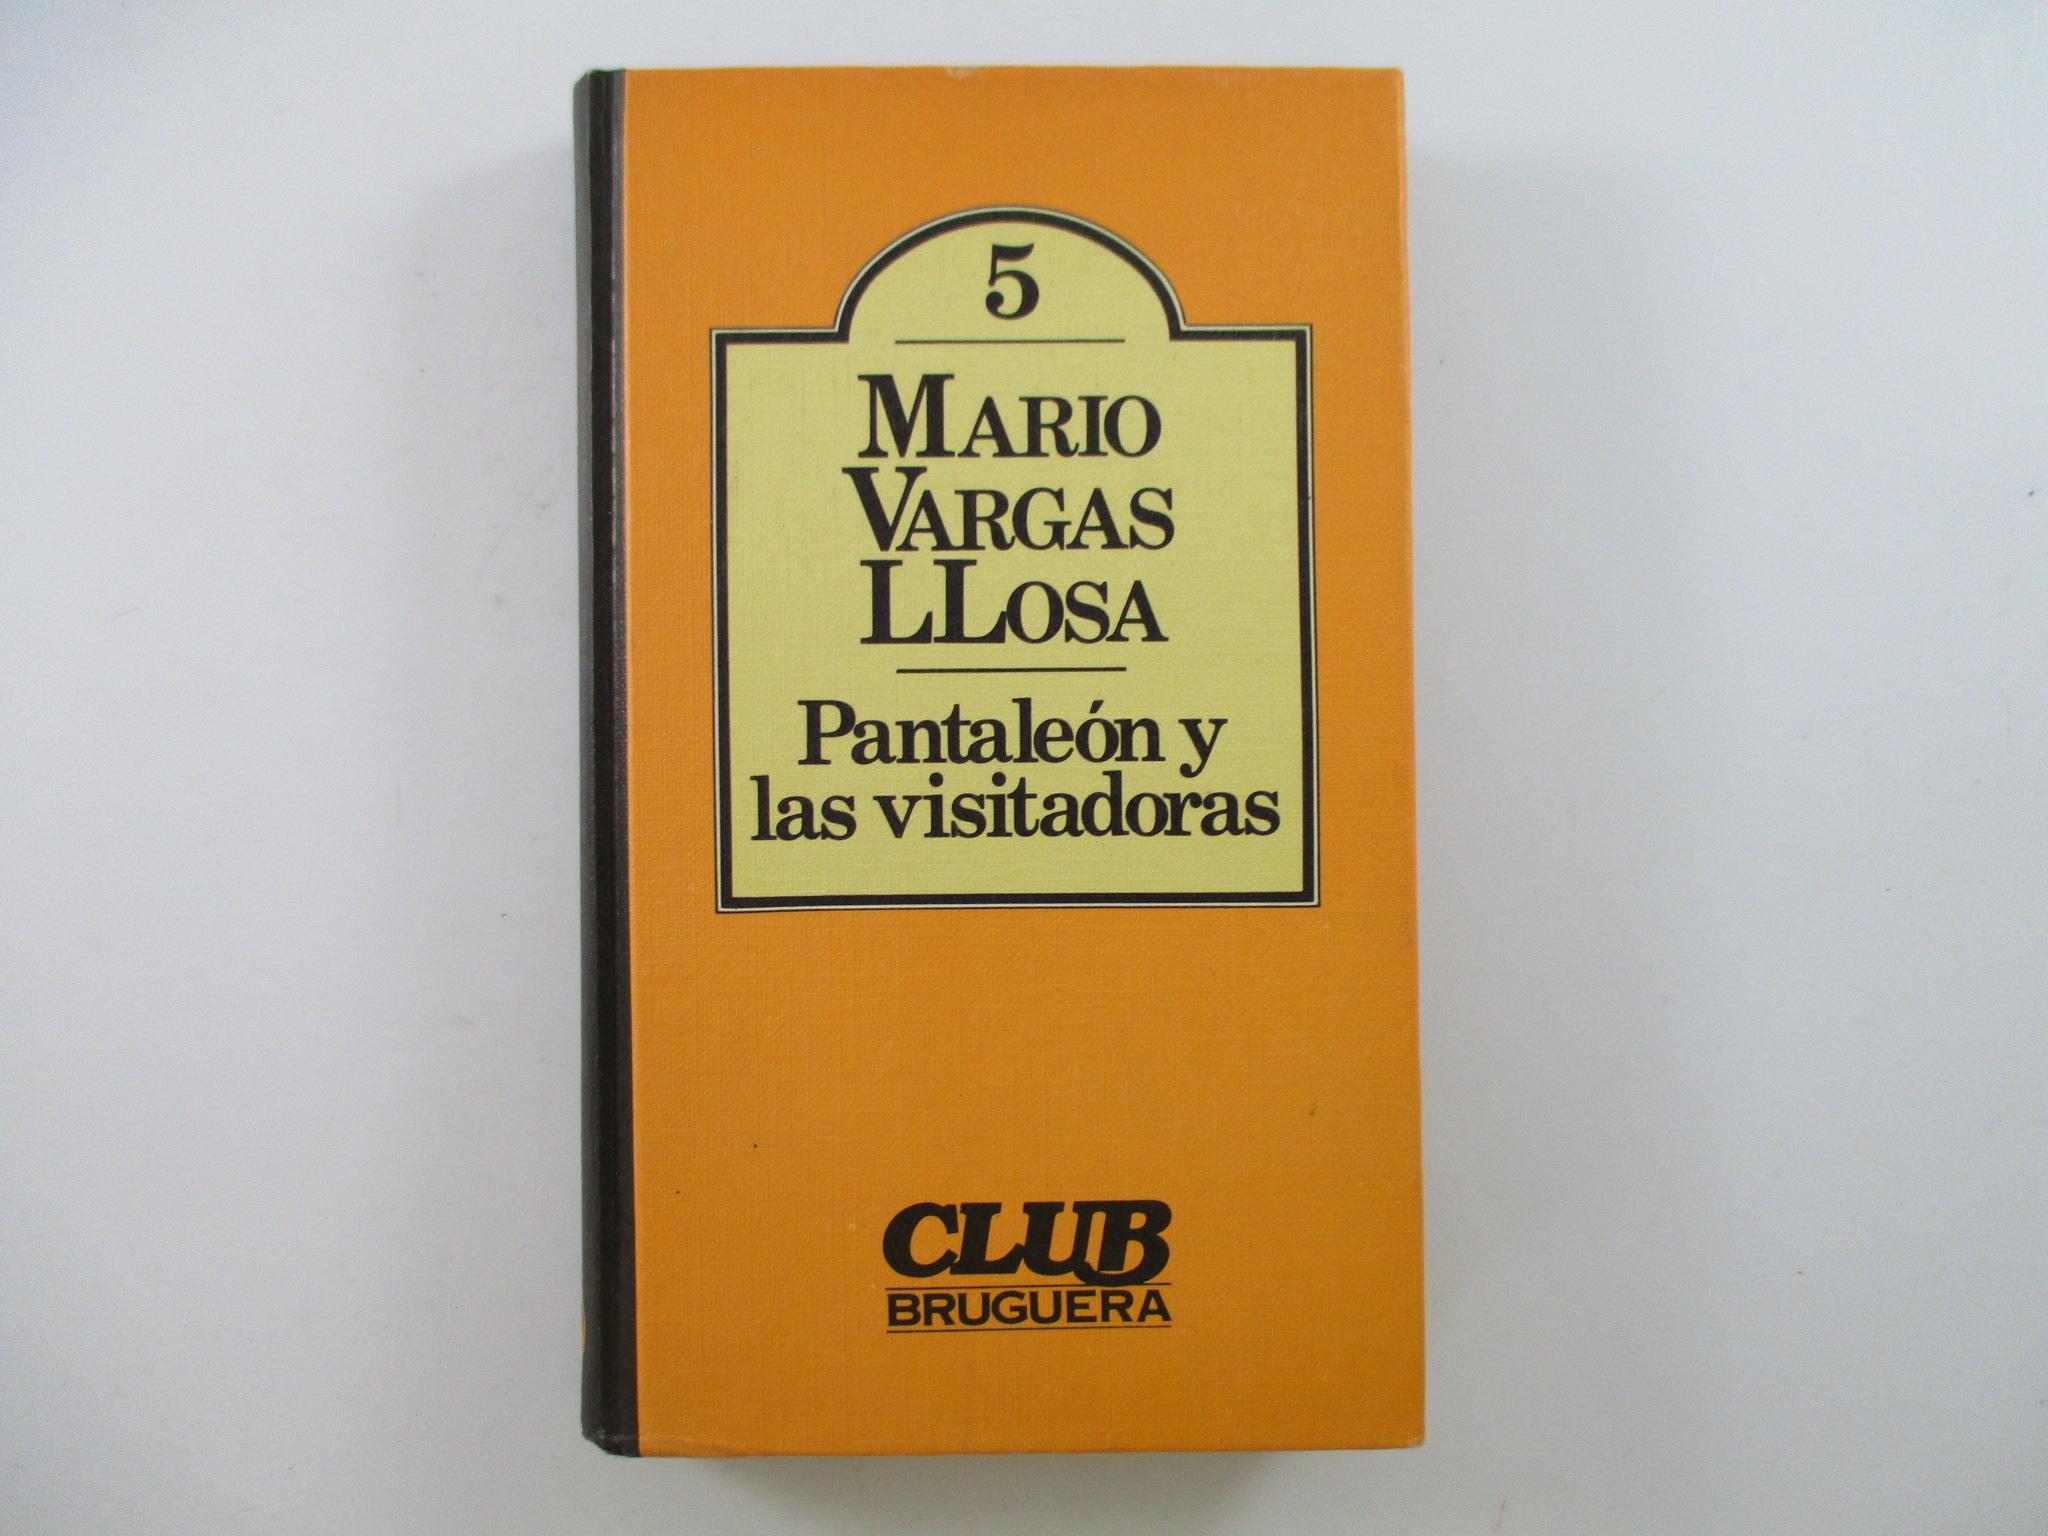 5
MARIO
VARGAS
LLOSA
Pantaleón y
las visitadoras
CLUB
BRUGUERA